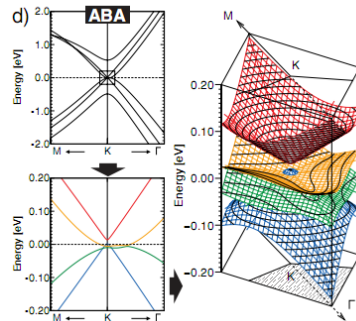 d) ABA
2.0
1.0
0.0
-1.0
-2.0
Energy [eV]
M K Γ
0.20
0.10
0.00
-0.10
-0.20
Energy [eV]
M K Γ
M
K
0.20
0.10
0.00
-0.10
-0.20
Energy [eV]
K
Γ